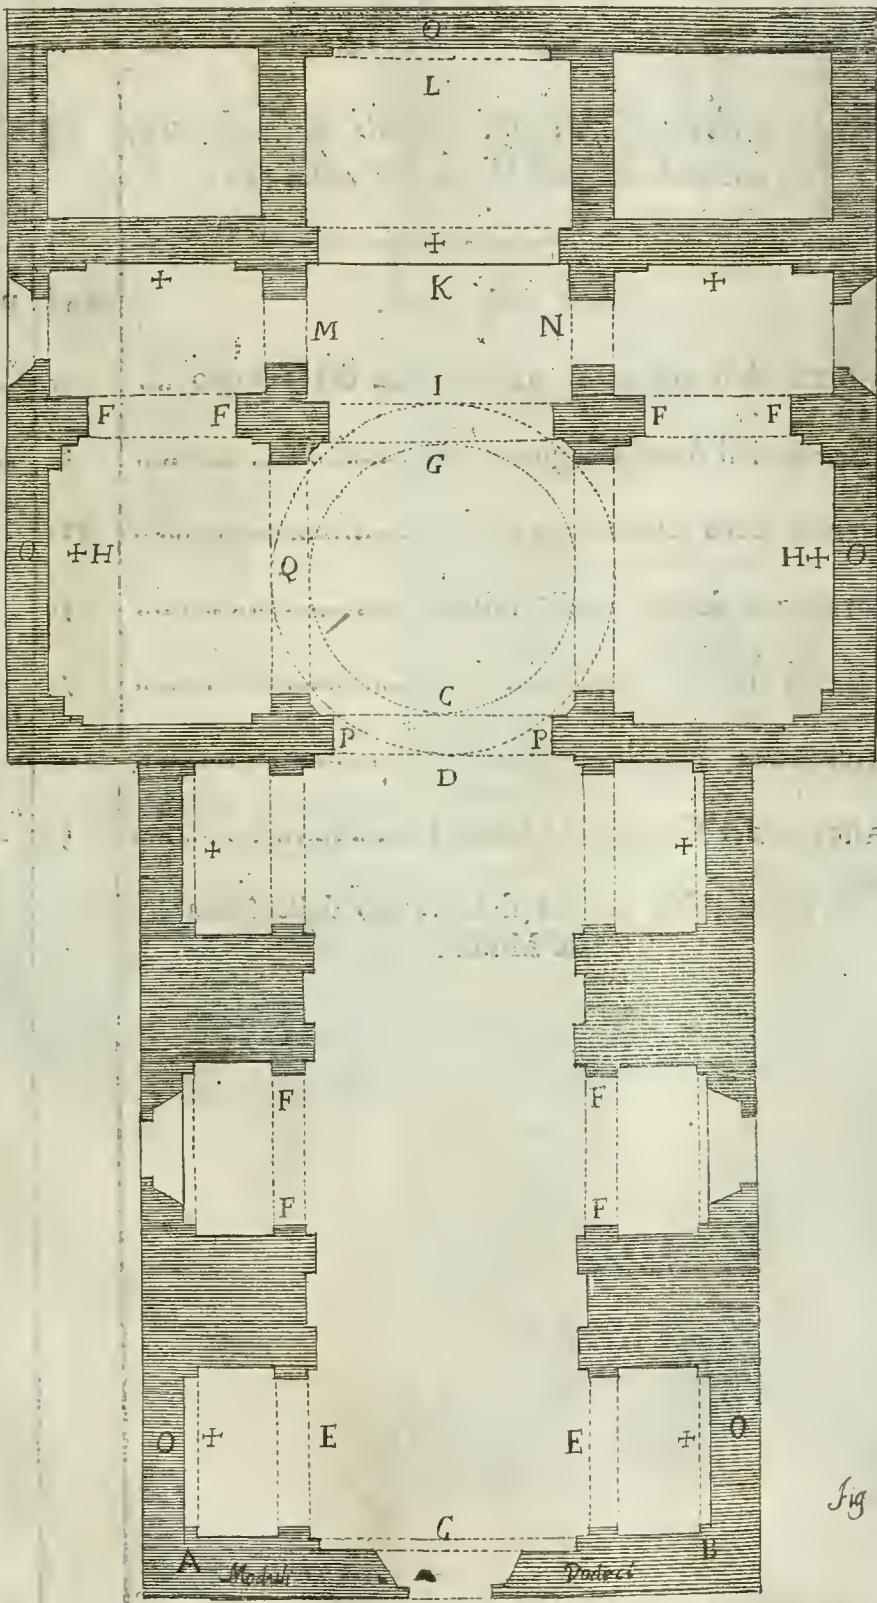 O
L
✢
✢ K ✢
M N
I
F F F F
G
O ✢H Q H✢ O
C
P P
D
✢ ✢
F F
F F
O ✢ E E ✢ O
C
A B
Moduli Dodeci
Fig